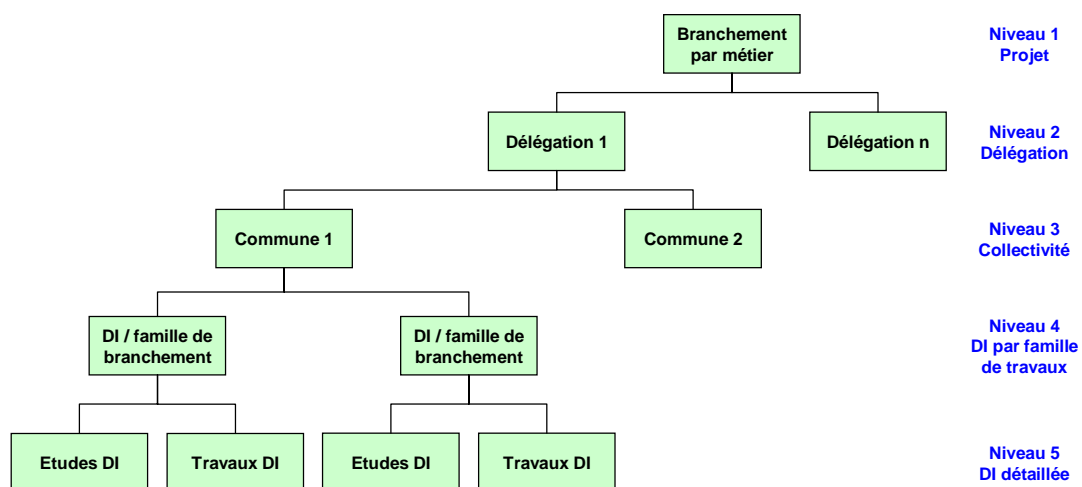 Branchement
par métier
Niveau 1
Projet
Délégation 1
Délégation n
Niveau 2
Délégation
Commune 1
Commune 2
Niveau 3
Collectivité
DI / famille de
branchement
DI / famille de
branchement
Niveau 4
DI par famille
de travaux
Etudes DI
Travaux DI
Etudes DI
Travaux DI
Niveau 5
DI détaillée